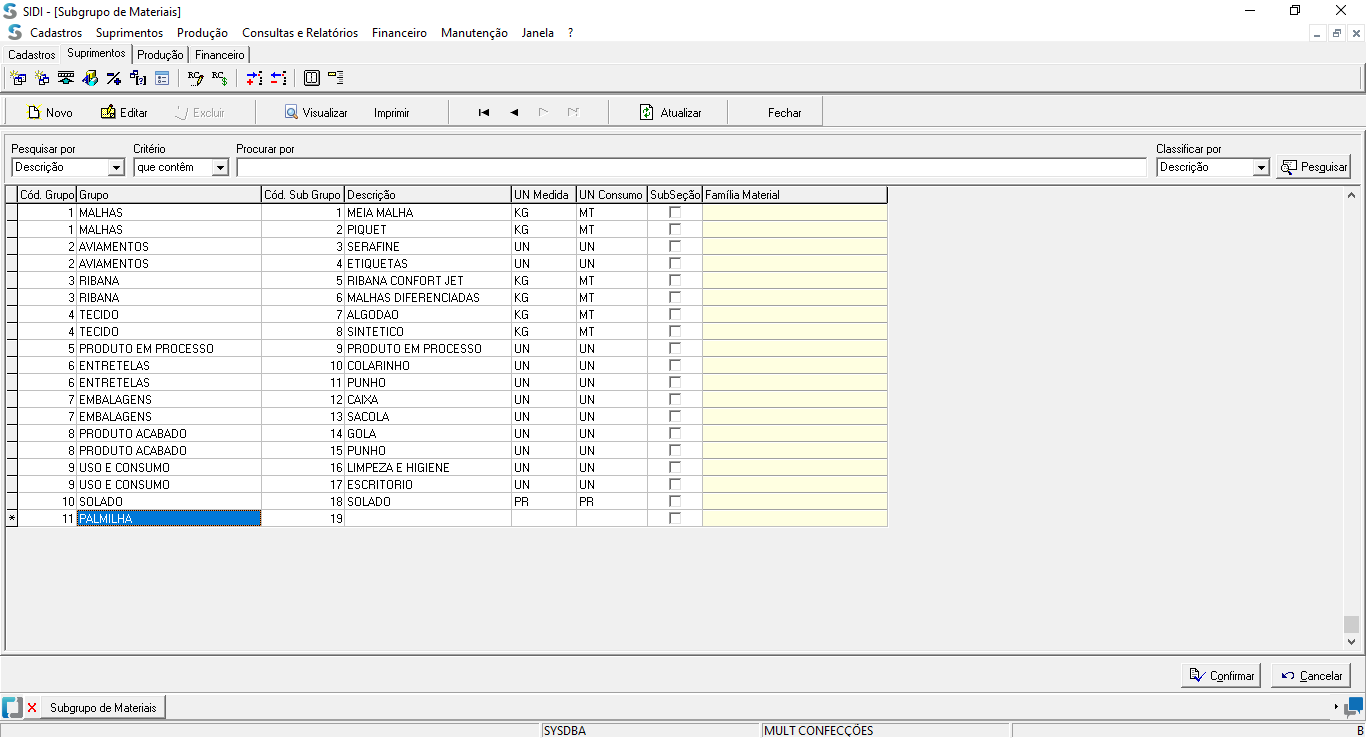 SIDI - [Subgrupo de Materiais]
Cadastros Suprimentos Produção Consultas e Relatórios Financeiro Manutenção Janela ?
Cadastros Suprimentos Produção Financeiro
Novo Editar Excluir Visualizar Imprimir Atualizar Fechar
Pesquisar por Critério Procurar por Classificar por
Descrição que contêm Descrição Pesquisar
Cód. Grupo Grupo Cód. Sub Grupo Descrição UN Medida UN Consumo SubSeção Família Material
1 MALHAS 1 MEIA MALHA KG MT
1 MALHAS 2 PIQUET KG MT
2 AVIAMENTOS 3 SERAFINE UN UN
2 AVIAMENTOS 4 ETIQUETAS UN UN
3 RIBANA 5 RIBANA CONFORT JET KG MT
3 RIBANA 6 MALHAS DIFERENCIADAS KG MT
4 TECIDO 7 ALGODAO KG MT
4 TECIDO 8 SINTETICO KG MT
5 PRODUTO EM PROCESSO 9 PRODUTO EM PROCESSO UN UN
6 ENTRETELAS 10 COLARINHO UN UN
6 ENTRETELAS 11 PUNHO UN UN
7 EMBALAGENS 12 CAIXA UN UN
7 EMBALAGENS 13 SACOLA UN UN
8 PRODUTO ACABADO 14 GOLA UN UN
8 PRODUTO ACABADO 15 PUNHO UN UN
9 USO E CONSUMO 16 LIMPEZA E HIGIENE UN UN
9 USO E CONSUMO 17 ESCRITORIO UN UN
10 SOLADO 18 SOLADO PR PR
* 11 PALMILHA 19
Confirmar Cancelar
Subgrupo de Materiais
SYSDBA MULT CONFECÇÕES B